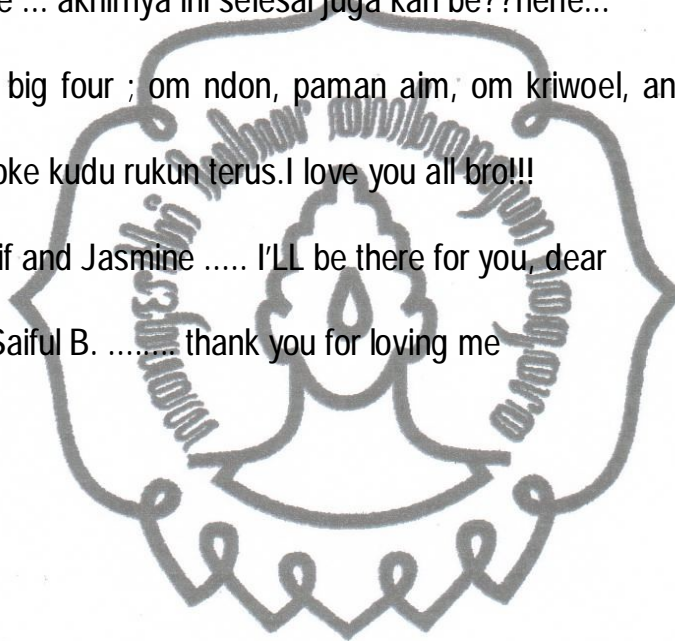 ... akhirnya ini selesai juga kan be??hehe...
big four ; om ndon, paman aim, om kriwoel, an
oke kudu rukun terus.I love you all bro!!!
if and Jasmine ..... I'LL be there for you, dear
Saiful B. ........ thank you for loving me